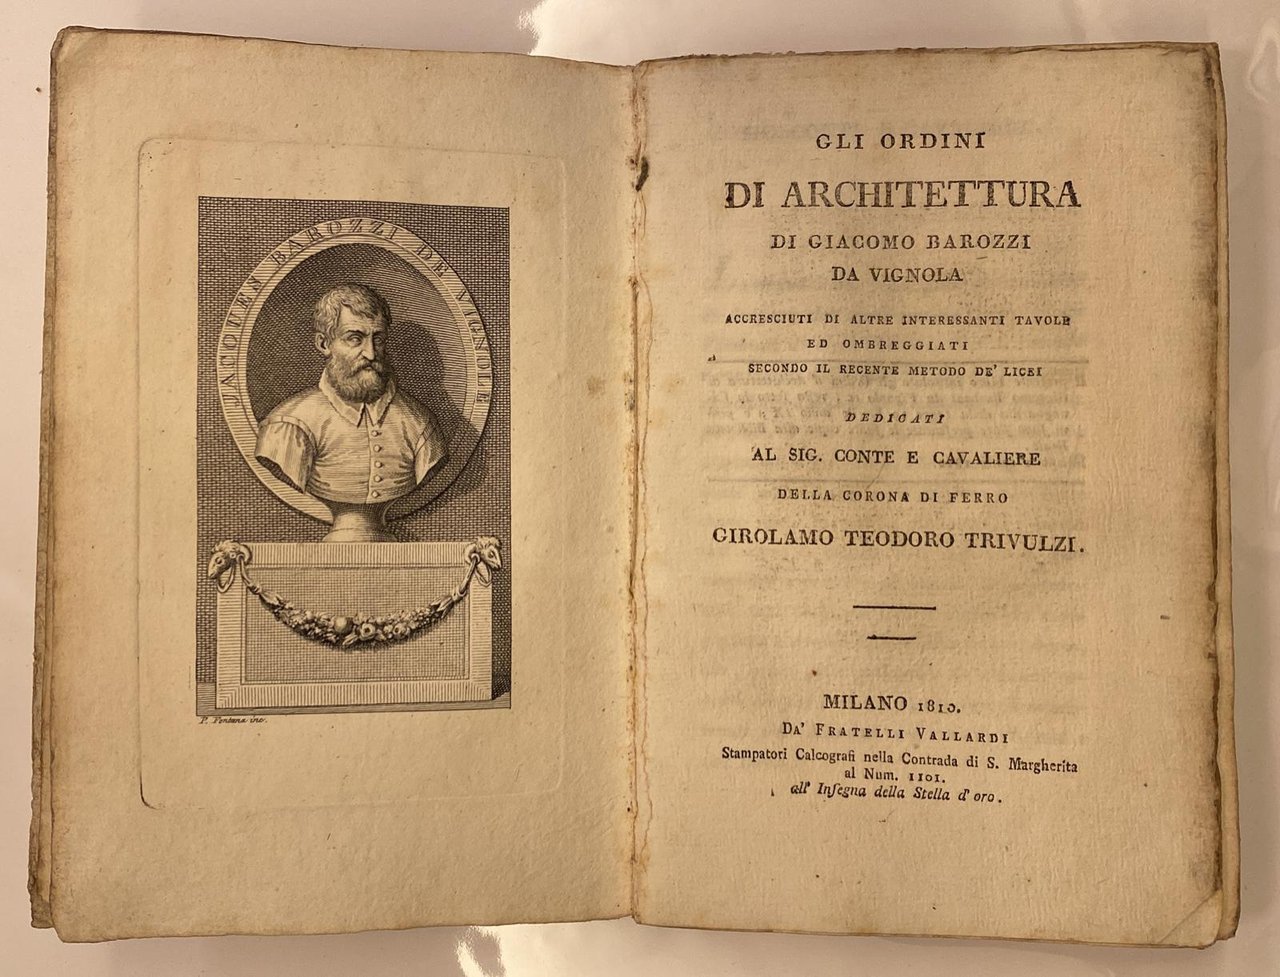 JACQUES BAROZZI DE VIGNOLE
P. Fontana inc.
GLI ORDINI
DI ARCHITETTURA
DI GIACOMO BAROZZI
DA VIGNOLA
ACCRESCIUTI DI ALTRE INTERESSANTI TAVOLE
ED OMBREGGIATI
SECONDO IL RECENTE METODO DE' LICEI
DEDICATI
AL SIG. CONTE E CAVALIERE
DELLA CORONA DI FERRO
GIROLAMO TEODORO TRIVULZI.
MILANO 1810.
DA' FRATELLI VALLARDI
Stampatori Calcografi nella Contrada di S. Margherita
al Num. 1101.
all' Inſegna della Stella d' oro.